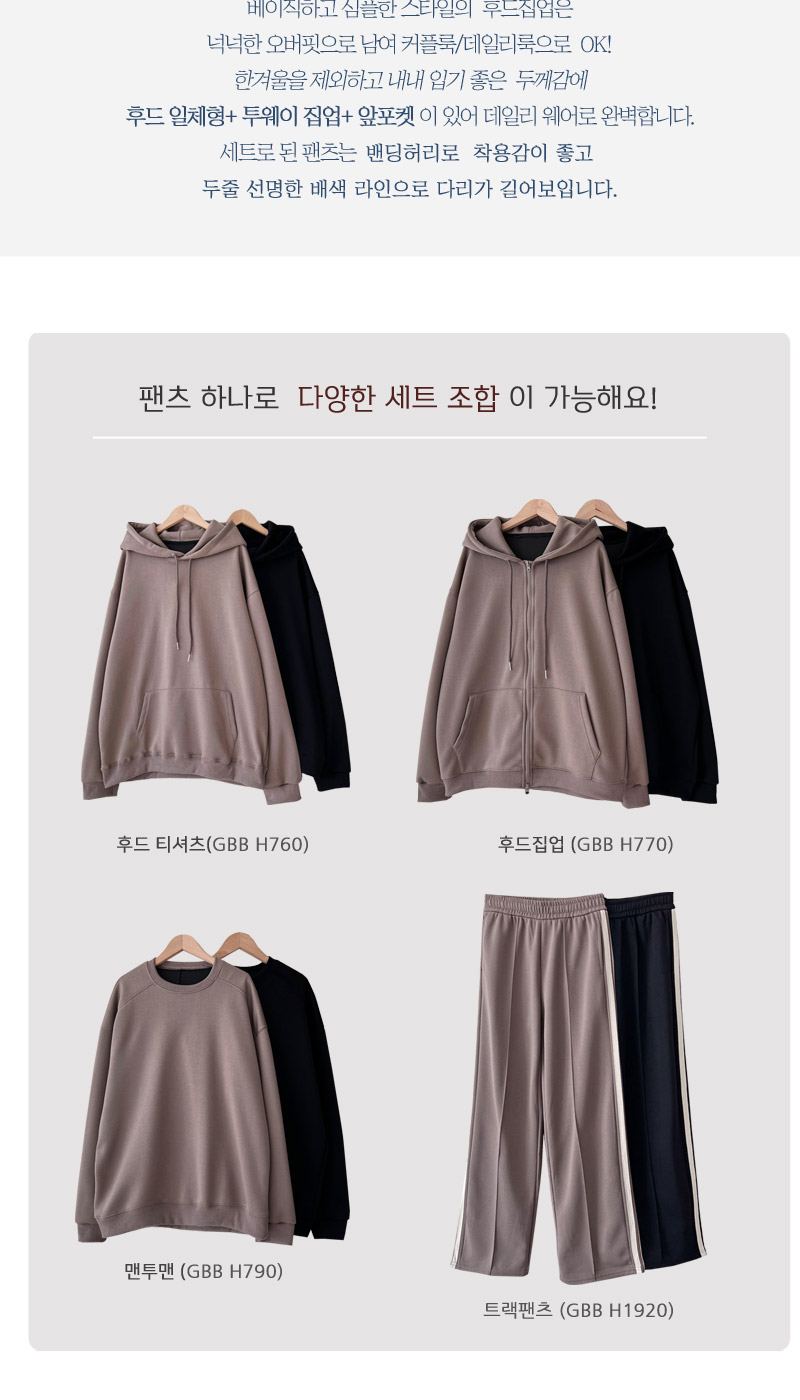 베이직하고 심플한 스타일의 후드집업은
넉넉한 오버핏으로 남여 커플룩/데일리룩으로 OK!
한겨울을 제외하고 내내 입기 좋은 두께감에
후드 일체형+ 투웨이 집업+ 앞포켓 이 있어 데일리 웨어로 완벽합니다.
세트로 된 팬츠는 밴딩허리로 착용감이 좋고
두줄 선명한 배색 라인으로 다리가 길어보입니다.
팬츠 하나로 다양한 세트 조합 이 가능해요!
후드 티셔츠(GBB H760)
후드집업 (GBB H770)
맨투맨 (GBB H790)
트랙팬츠 (GBB H1920)